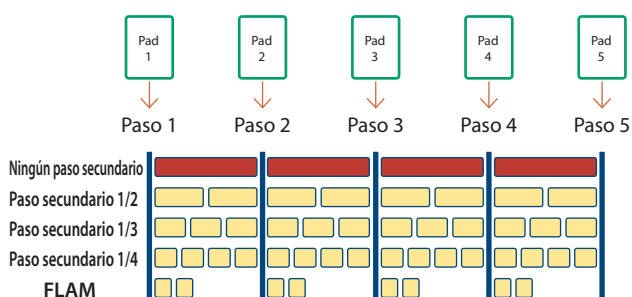 Pad 1
Pad 2
Pad 3
Pad 4
Pad 5
Paso 1
Paso 2
Paso 3
Paso 4
Paso 5
Ningún paso secundario
Paso secundario 1/2
Paso secundario 1/3
Paso secundario 1/4
FLAM